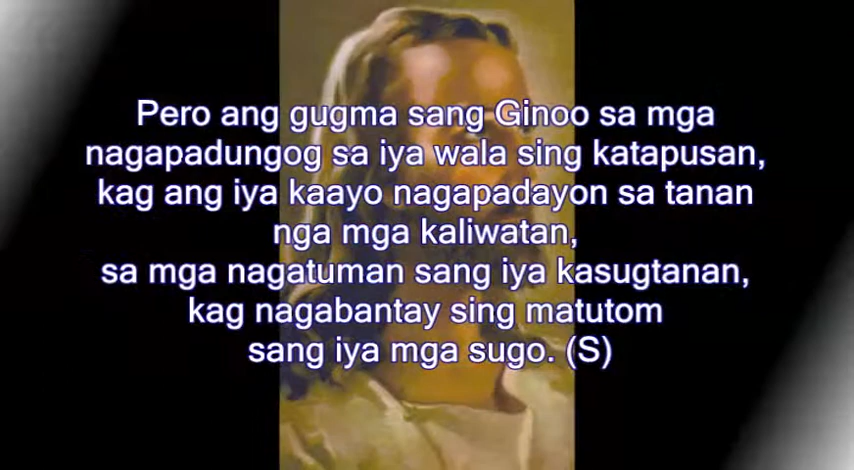 Pero ang gugma sang Ginoo sa mga
nagapadungog sa iya wala sing katapusan,
kag ang iya kaayo nagapadayon sa tanan
nga mga kaliwatan,
sa mga nagatuman sang iya kasugtanan,
kag nagabantay sing matutom
sang iya mga sugo. (S)